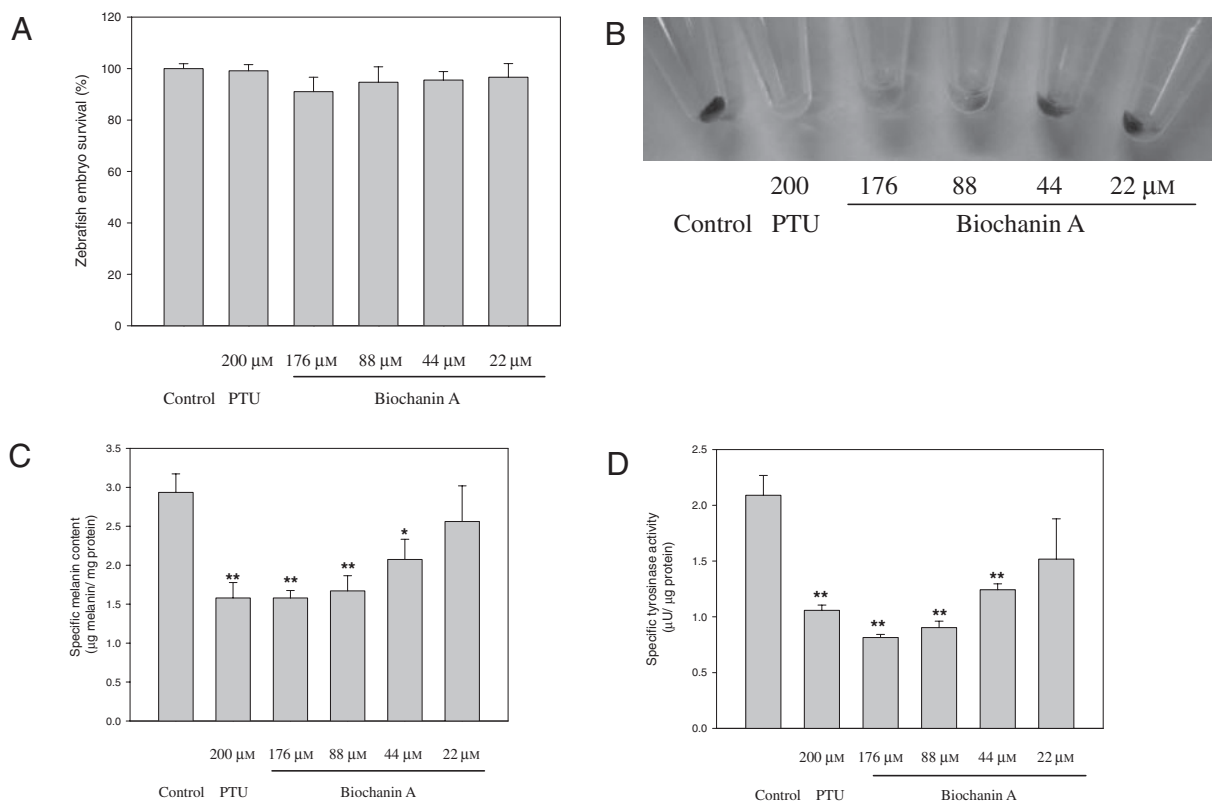 A
Zebrafish embryo survival (%)
120
100
80
60
40
20
0
200 μM 176 μM 88 μM 44 μM 22 μM
Control PTU Biochanin A
B
200 176 88 44 22 μM
Control PTU Biochanin A
C
Specific melanin content
(μg melanin/ mg protein)
3.5
3.0
2.5
2.0
1.5
1.0
0.5
0.0
** ** ** *
200 μM 176 μM 88 μM 44 μM 22 μM
Control PTU Biochanin A
D
Specific tyrosinase activity
(μU/ μg protein)
2.5
2.0
1.5
1.0
0.5
0.0
** ** ** **
200 μM 176 μM 88 μM 44 μM 22 μM
Control PTU Biochanin A